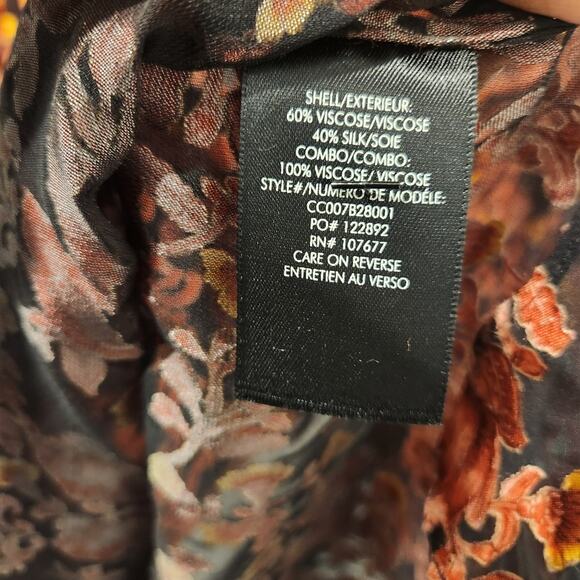 SHELL/EXTERIEUR:
60% VISCOSE/VISCOSE
40% SILK/SOIE
COMBO/COMBO:
100% VISCOSE/VISCOSE
STYLE#/NUMERO DE MODÈLE:
CC007B28001
PO# 122892
RN# 107677
CARE ON REVERSE
ENTRETIEN AU VERSO